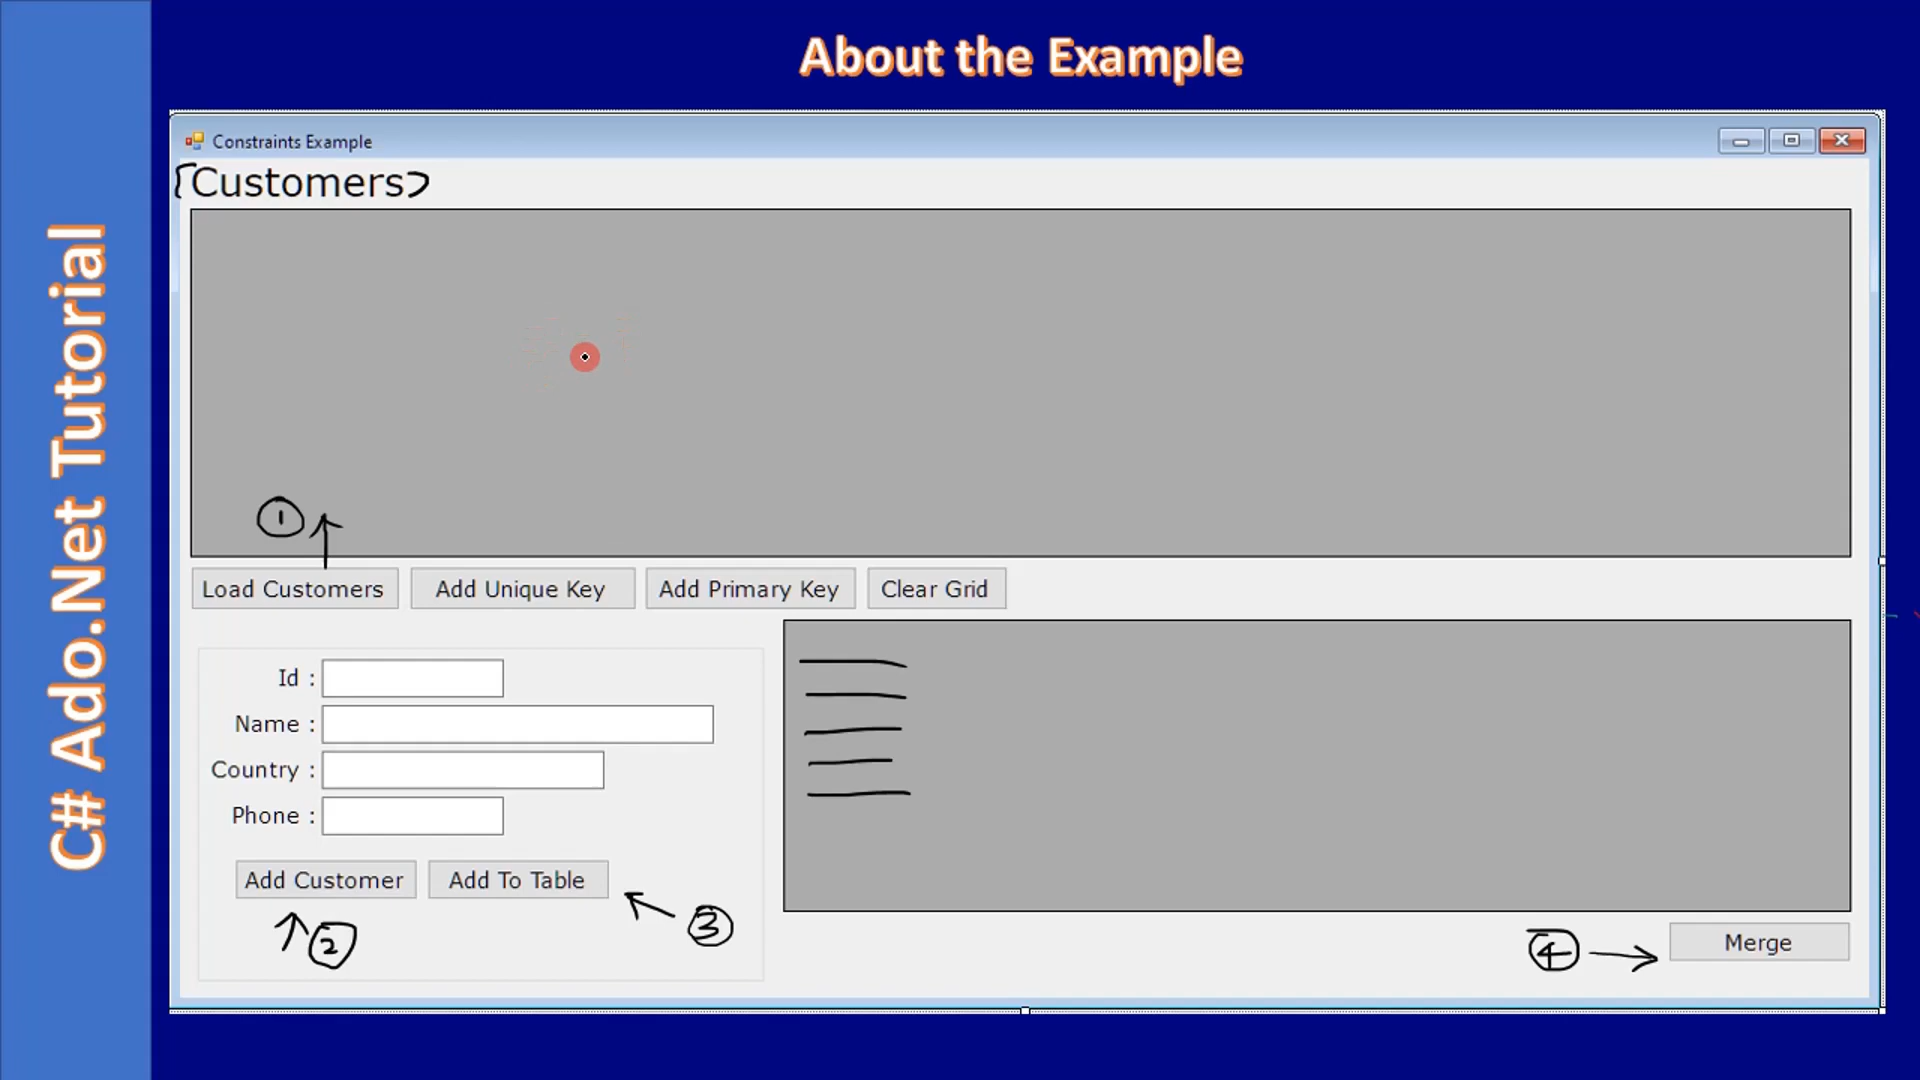 About the Example
C# Ado.Net Tutorial
Constraints Example
Customers
1
Load Customers
Add Unique Key
Add Primary Key
Clear Grid
Id :
Name :
Country :
Phone :
Add Customer
Add To Table
2
3
4
Merge